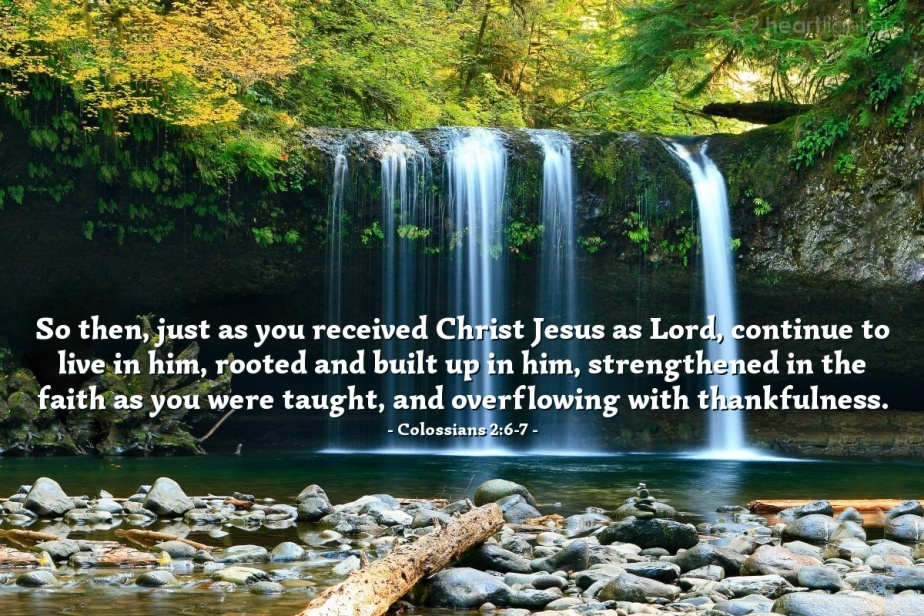 heartlight
So then, just as you received Christ Jesus as Lord, continue to
live in him, rooted and built up in him, strengthened in the
faith as you were taught, and overflowing with thankfulness.
- Colossians 2:6-7 -